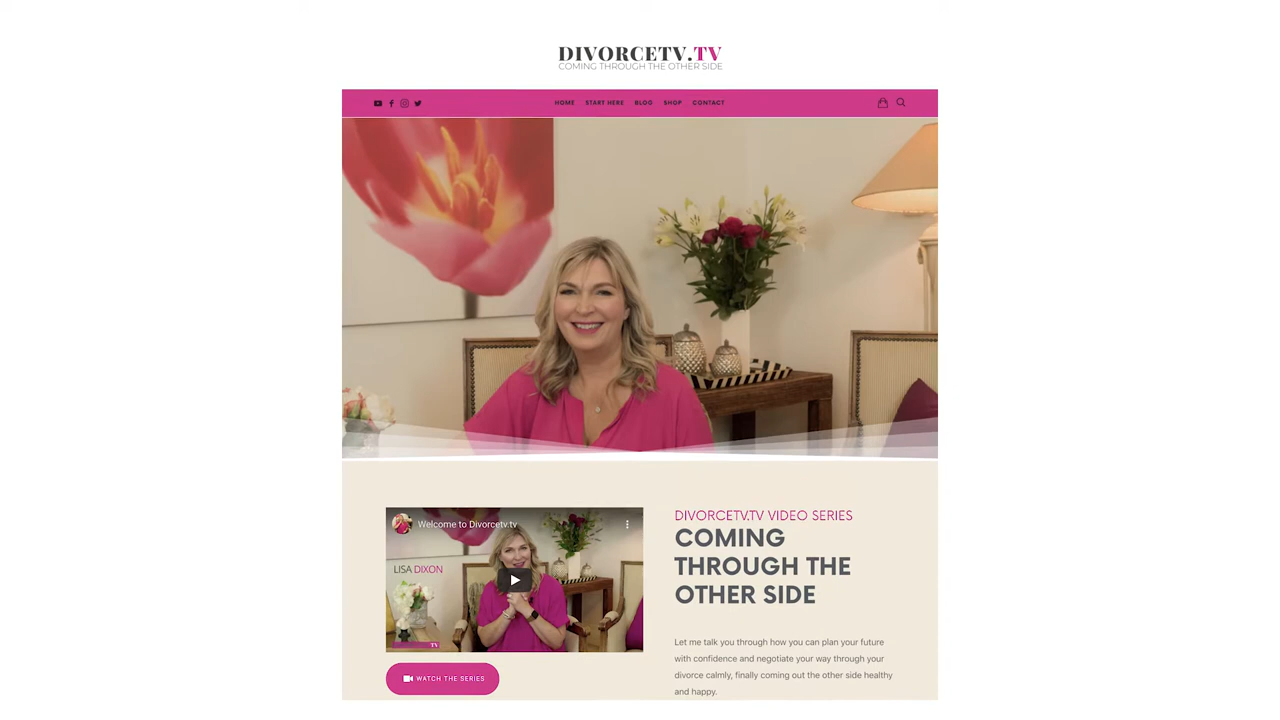 DIVORCETV.TV
COMING THROUGH THE OTHER SIDE
HOME START HERE BLOG SHOP CONTACT
Welcome to Divorcetv.tv
LISA DIXON
TV
WATCH THE SERIES
DIVORCETV.TV VIDEO SERIES
COMING
THROUGH THE
OTHER SIDE
Let me talk you through how you can plan your future
with confidence and negotiate your way through your
divorce calmly, finally coming out the other side healthy
and happy.